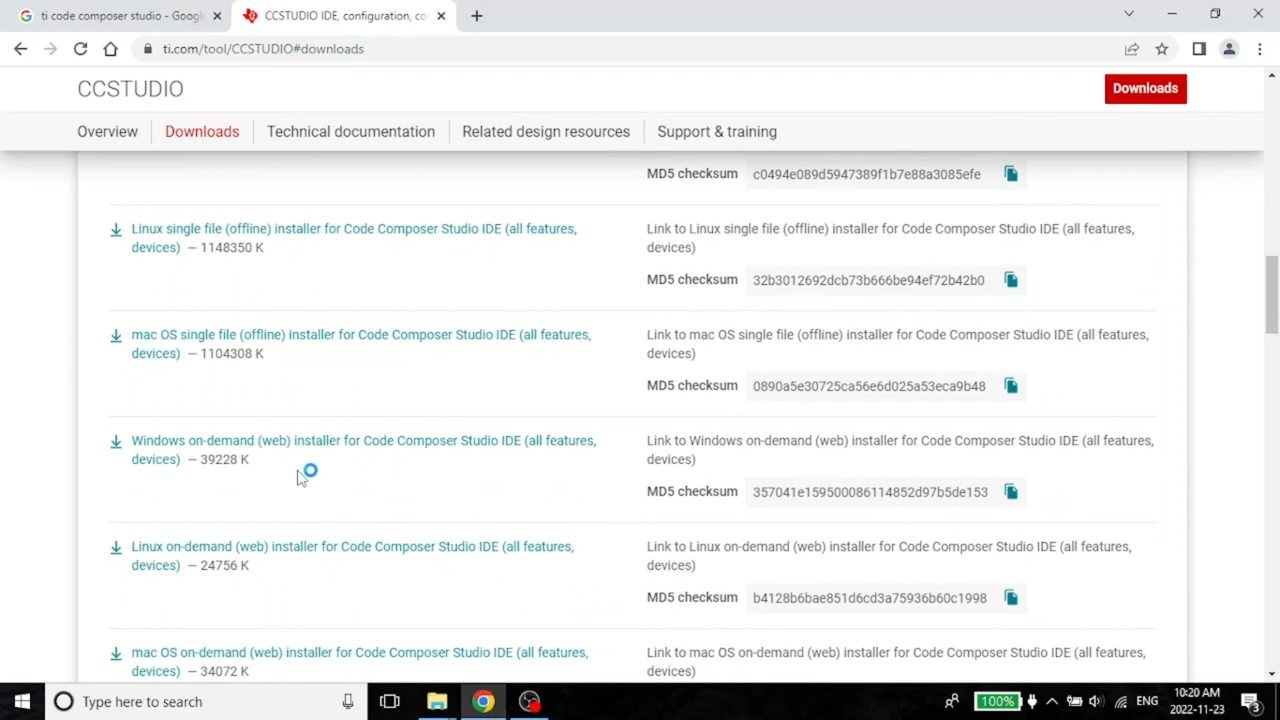 ti code composer studio - Googl
CCSTUDIO IDE, configuration, co
ti.com/tool/CCSTUDIO#downloads
CCSTUDIO
Downloads
Overview
Downloads
Technical documentation
Related design resources
Support & training
MD5 checksum
c0494e089d5947389f1b7e88a3085efe
Linux single file (offline) installer for Code Composer Studio IDE (all features,
devices) – 1148350 K
Link to Linux single file (offline) installer for Code Composer Studio IDE (all features,
devices)
MD5 checksum
32b3012692dcb73b666be94ef72b42b0
mac OS single file (offline) installer for Code Composer Studio IDE (all features,
devices) – 1104308 K
Link to mac OS single file (offline) installer for Code Composer Studio IDE (all features,
devices)
MD5 checksum
0890a5e30725ca56e6d025a53eca9b48
Windows on-demand (web) installer for Code Composer Studio IDE (all features,
devices) – 39228 K
Link to Windows on-demand (web) installer for Code Composer Studio IDE (all features,
devices)
MD5 checksum
357041e159500086114852d97b5de153
Linux on-demand (web) installer for Code Composer Studio IDE (all features,
devices) – 24756 K
Link to Linux on-demand (web) installer for Code Composer Studio IDE (all features,
devices)
MD5 checksum
b4128b6bae851d6cd3a75936b60c1998
mac OS on-demand (web) installer for Code Composer Studio IDE (all features,
devices) – 34072 K
Link to mac OS on-demand (web) installer for Code Composer Studio IDE (all features,
devices)
Type here to search
100%
ENG
10:20 AM
2022-11-23
3